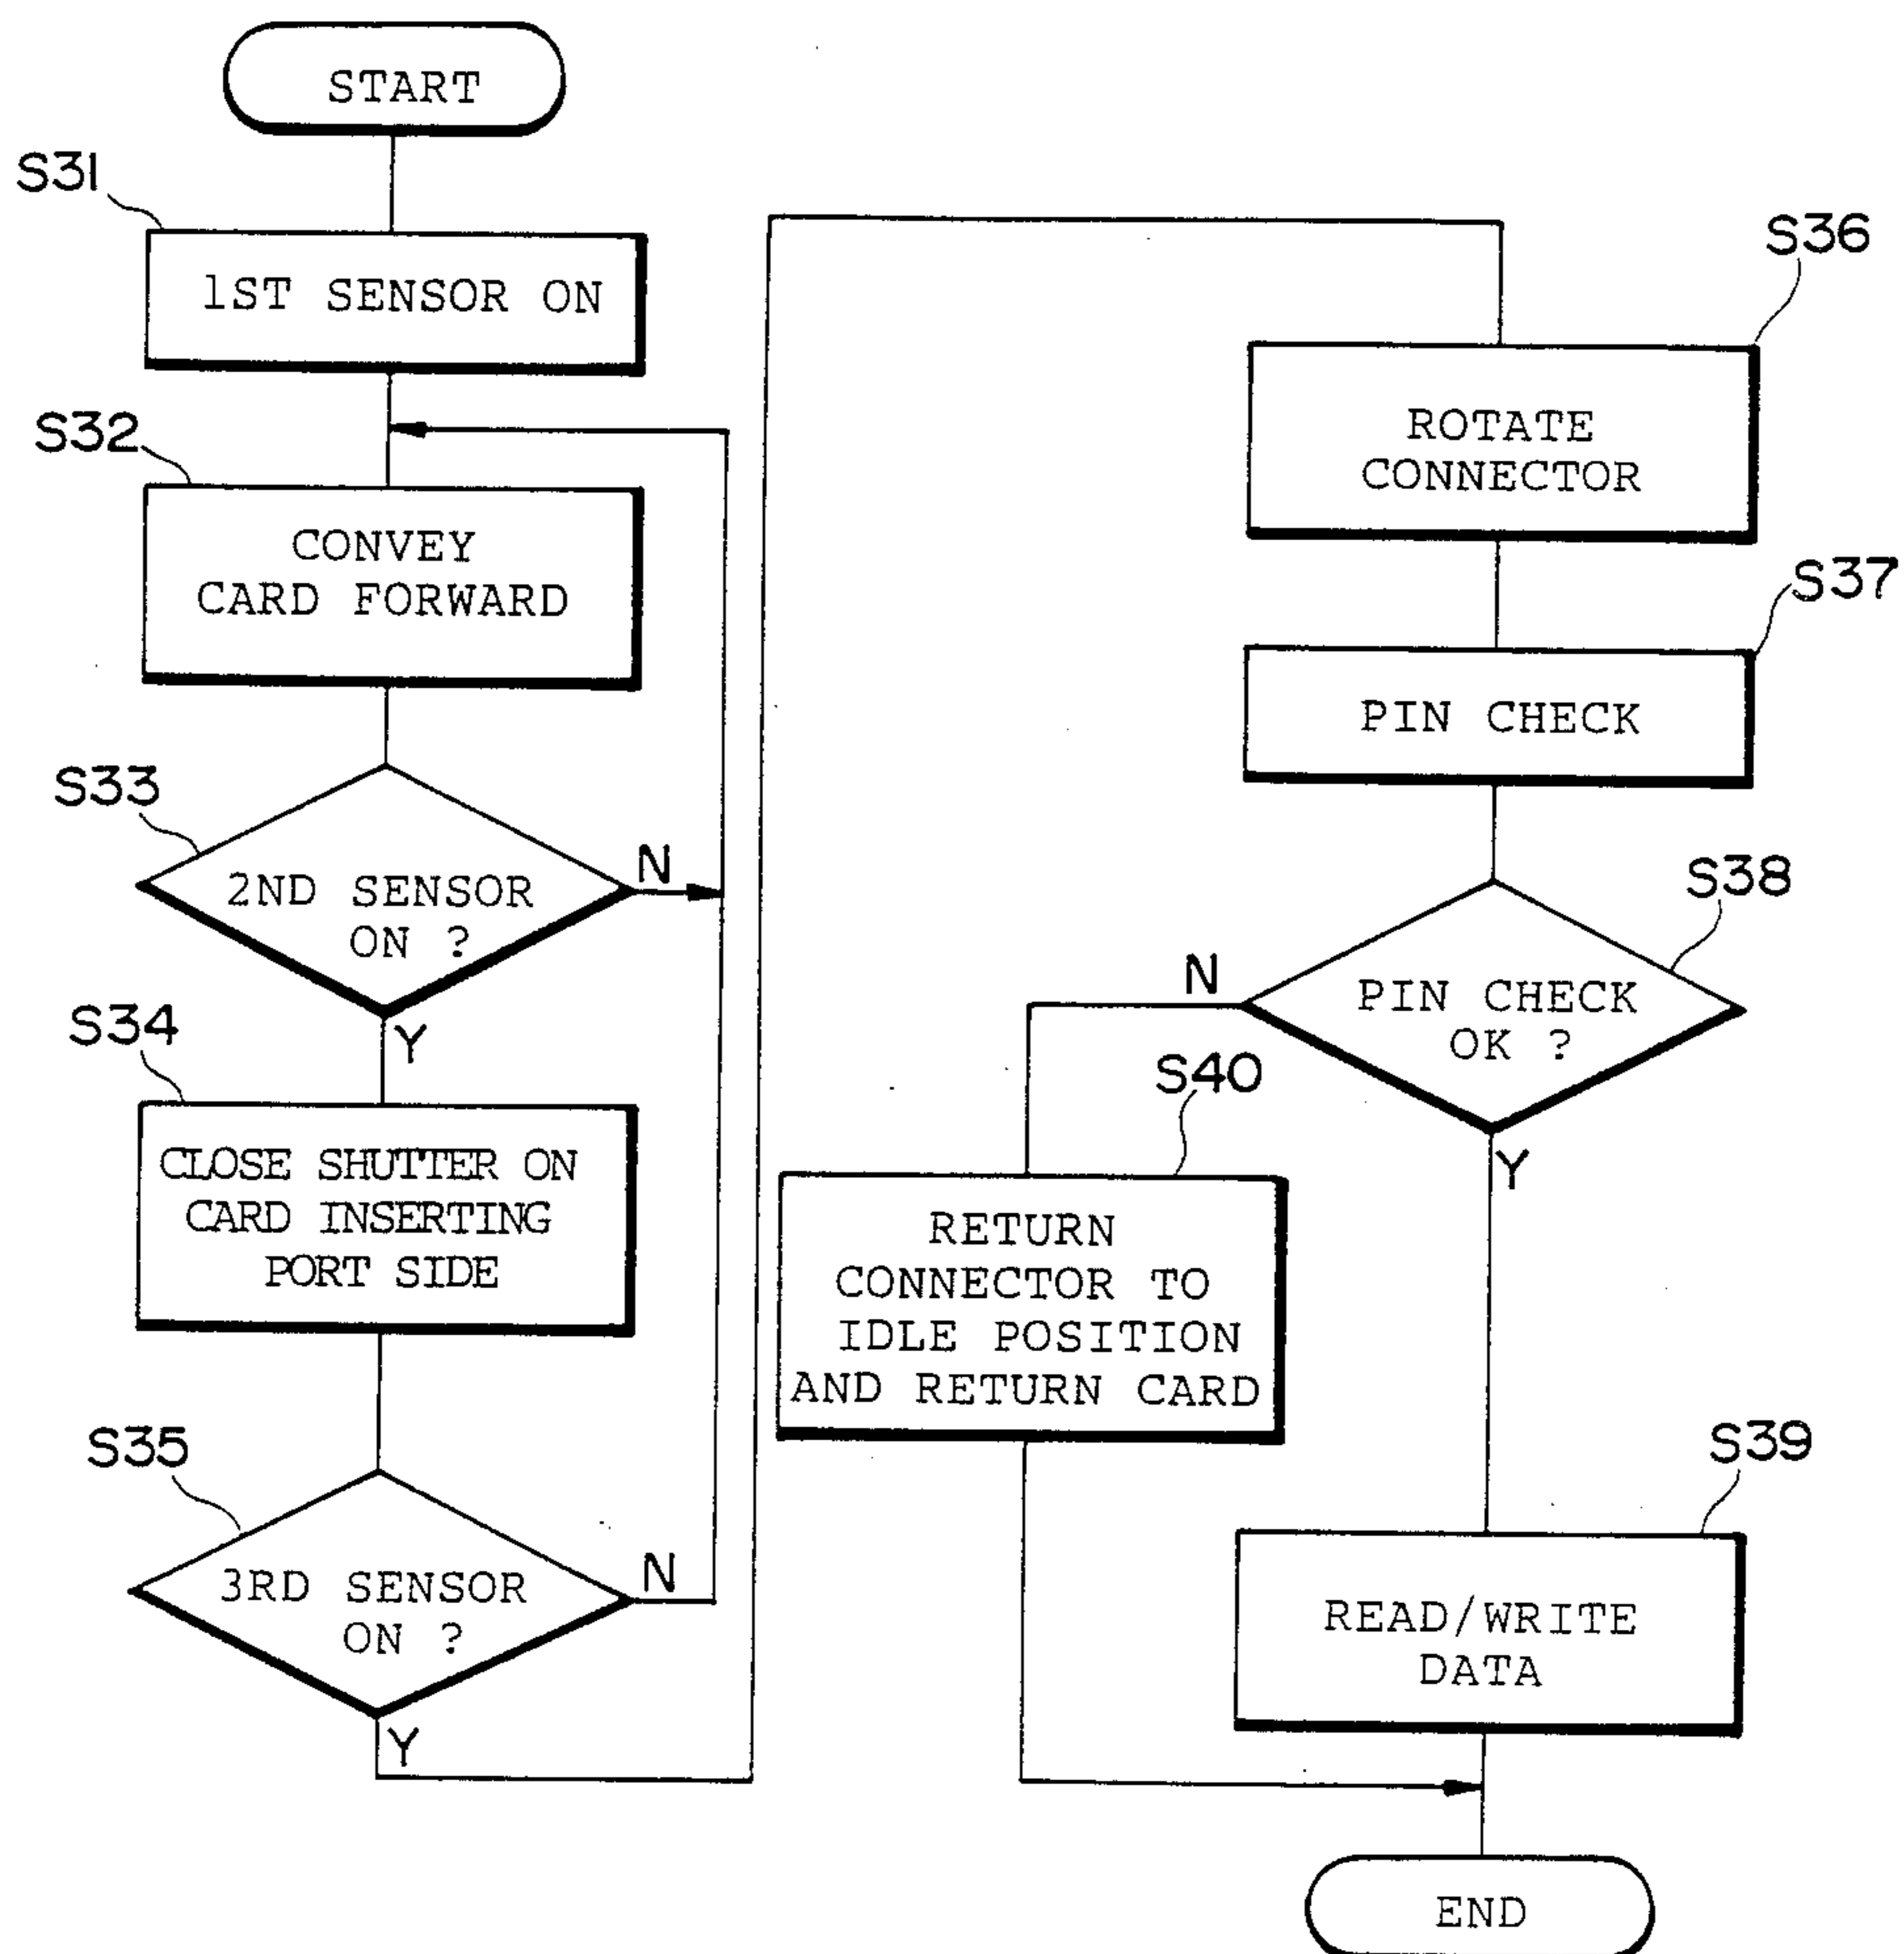 START
S31
1ST SENSOR ON
S32
CONVEY
CARD FORWARD
S33
2ND SENSOR
ON ?
N
Y
S34
CLOSE SHUTTER ON
CARD INSERTING
PORT SIDE
S35
3RD SENSOR
ON ?
N
Y
S36
ROTATE
CONNECTOR
S37
PIN CHECK
S38
PIN CHECK
OK ?
N
Y
S40
RETURN
CONNECTOR TO
IDLE POSITION
AND RETURN CARD
S39
READ/WRITE
DATA
END